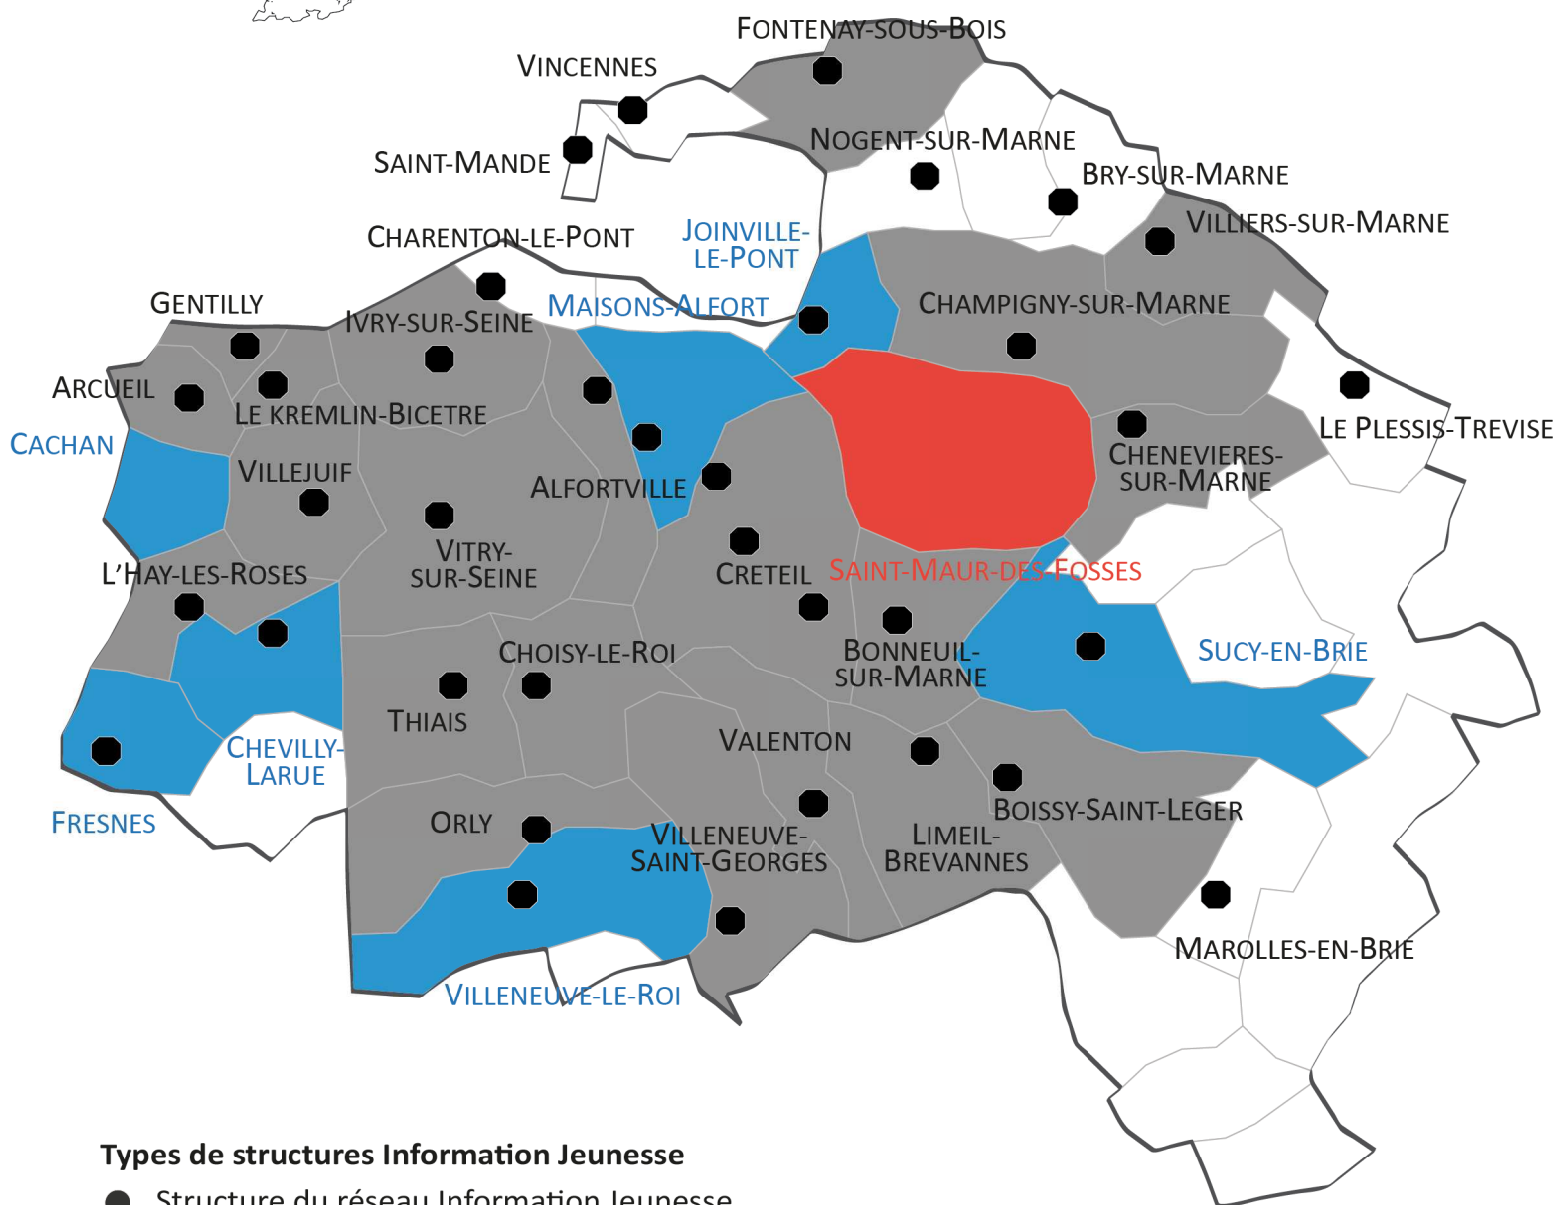 FONTENAY-SOUS-BOIS
VINCENNES
NOGENT-SUR-MARNE
SAINT-MANDE
BRY-SUR-MARNE
VILLIERS-SUR-MARNE
CHARENTON-LE-PONT
JOINVILLE-
LE-PONT
GENTILLY
MAISONS-ALFORT
CHAMPIGNY-SUR-MARNE
IVRY-SUR-SEINE
ARCUEIL
LE KREMLIN-BICETRE
LE PLESSIS-TREVISE
CACHAN
CHENEVIERES-
SUR-MARNE
VILLEJUIF
ALFORTVILLE
VITRY-
SUR-SEINE
L'HAY-LES-ROSES
CRETEIL
SAINT-MAUR-DES-FOSSES
CHOISY-LE-ROI
BONNEUIL-
SUR-MARNE
SUCY-EN-BRIE
THIAIS
VALENTON
CHEVILLY-
LARUE
FRESNES
ORLY
VILLENEUVE-
SAINT-GEORGES
LIMEIL-
BREVANNES
BOISSY-SAINT-LEGER
MAROLLES-EN-BRIE
VILLENEUVE-LE-ROI
Types de structures Information Jeunesse
Structure du réseau Information Jeunesse